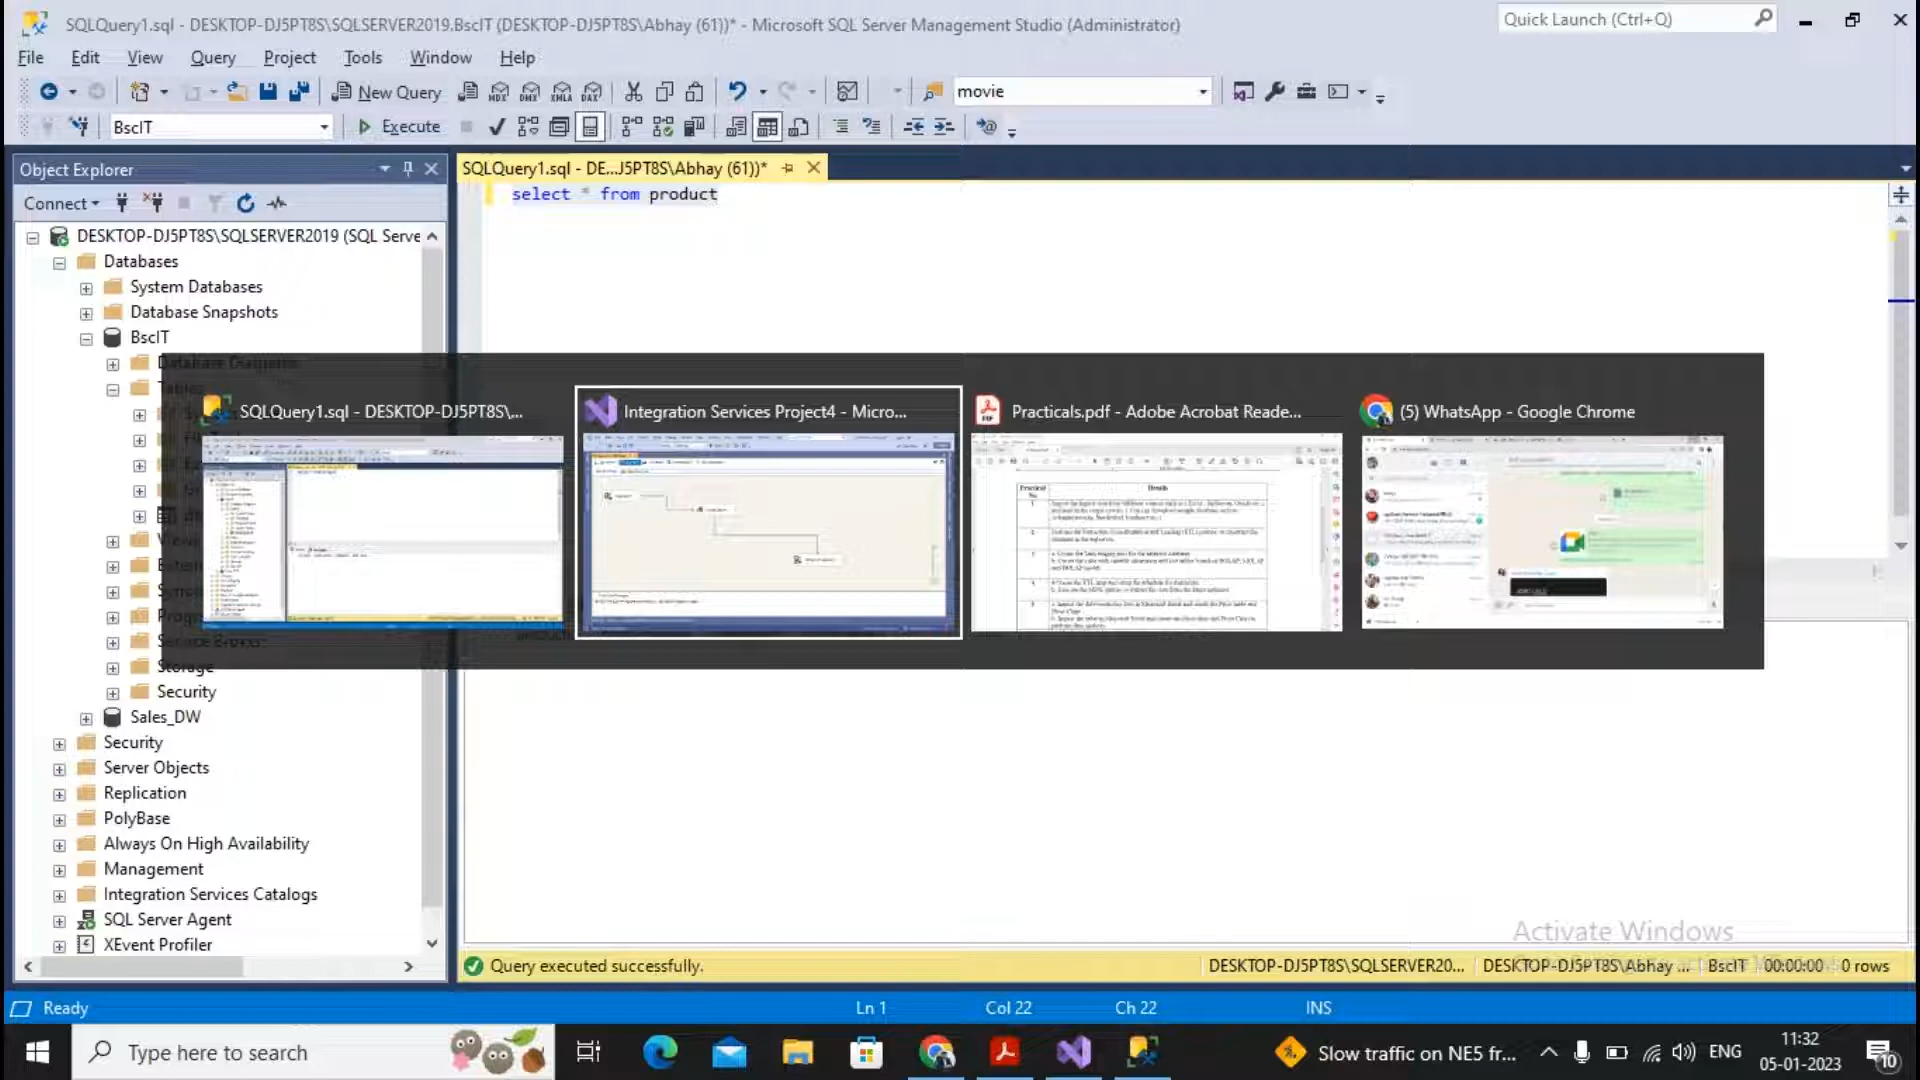 SQLQuery1.sql - DESKTOP-DJ5PT8S\SQLSERVER2019.BscIT (DESKTOP-DJ5PT8S\Abhay (61))* - Microsoft SQL Server Management Studio (Administrator)
Quick Launch (Ctrl+Q)
File Edit View Query Project Tools Window Help
New Query
movie
BscIT
Execute
Object Explorer
SQLQuery1.sql - DE...J5PT8S\Abhay (61))*
Connect
select * from product
DESKTOP-DJ5PT8S\SQLSERVER2019 (SQL Serve
Databases
System Databases
Database Snapshots
BscIT
Database Diagrams
Tables
SQLQuery1.sql - DESKTOP-DJ5PT8S\...
Integration Services Project4 - Micro...
Practicals.pdf - Adobe Acrobat Reade...
(5) WhatsApp - Google Chrome
Storage
Security
Sales_DW
Security
Server Objects
Replication
PolyBase
Always On High Availability
Management
Integration Services Catalogs
SQL Server Agent
XEvent Profiler
Activate Windows
Query executed successfully.
DESKTOP-DJ5PT8S\SQLSERVER20...
DESKTOP-DJ5PT8S\Abhay ...
BscIT
00:00:00
0 rows
Ready
Ln 1
Col 22
Ch 22
INS
Type here to search
Slow traffic on NE5 fr...
ENG
11:32
05-01-2023
10